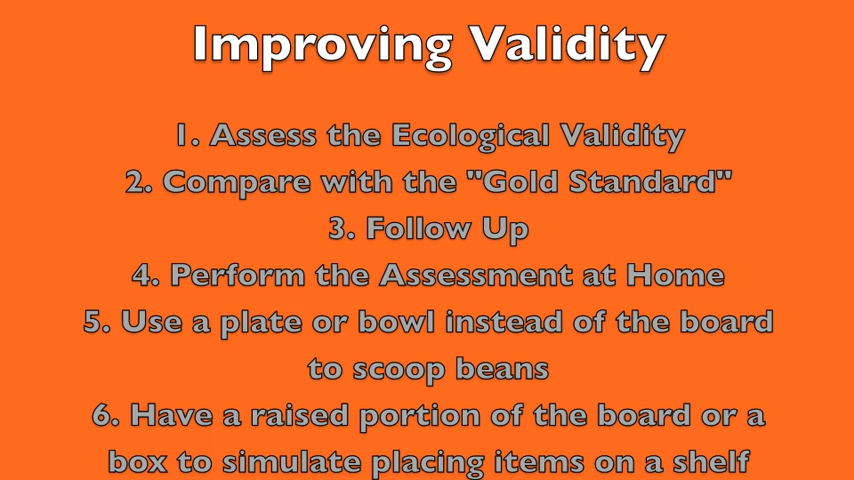 Improving Validity
1. Assess the Ecological Validity
2. Compare with the "Gold Standard"
3. Follow Up
4. Perform the Assessment at Home
5. Use a plate or bowl instead of the board
to scoop beans
6. Have a raised portion of the board or a
box to simulate placing items on a shelf